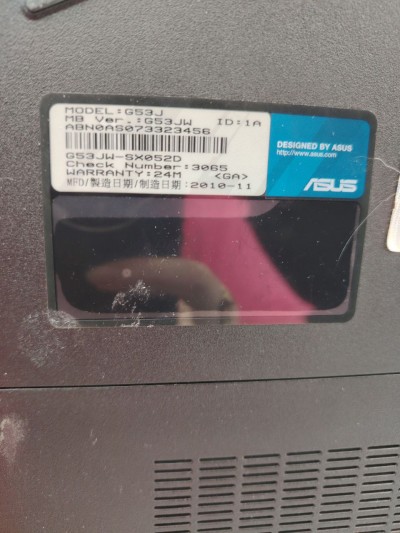 MODEL:G53J
MB Ver.:G53JW ID:1A
ABN0AS073323456
G53JW-SX052D
Check Number:3065
WARRANTY:24M <GA>
MFD/製造日期/制造日期:2010-11
DESIGNED BY ASUS
http://www.asus.com
ASUS